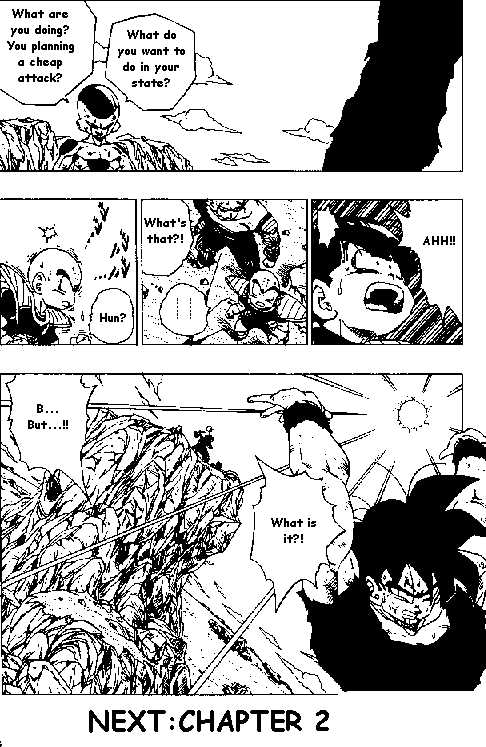 What are
you doing?
You planning
a cheap
attack?
What do
you want to
do in your
state?
Hun?
What's
that?!
AHH!!
B...
But...!!
What is
it?!
NEXT:CHAPTER 2